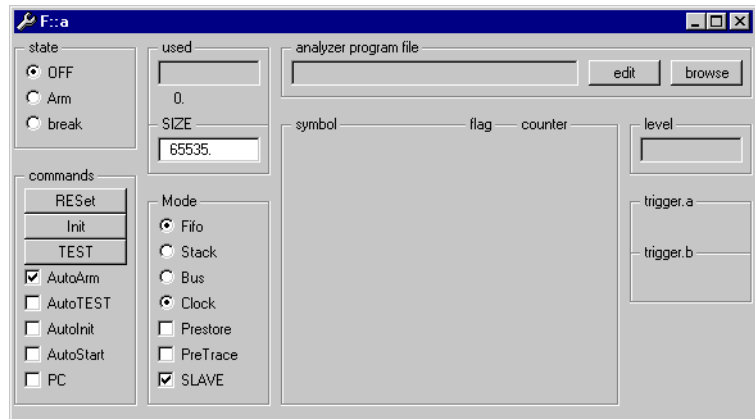 F::a
state
OFF
Arm
break
used
0.
SIZE
65535.
analyzer program file
edit
browse
commands
RESet
Init
TEST
AutoArm
AutoTEST
AutoInit
AutoStart
PC
Mode
Fifo
Stack
Bus
Clock
Prestore
PreTrace
SLAVE
symbol flag counter
level
trigger.a
trigger.b